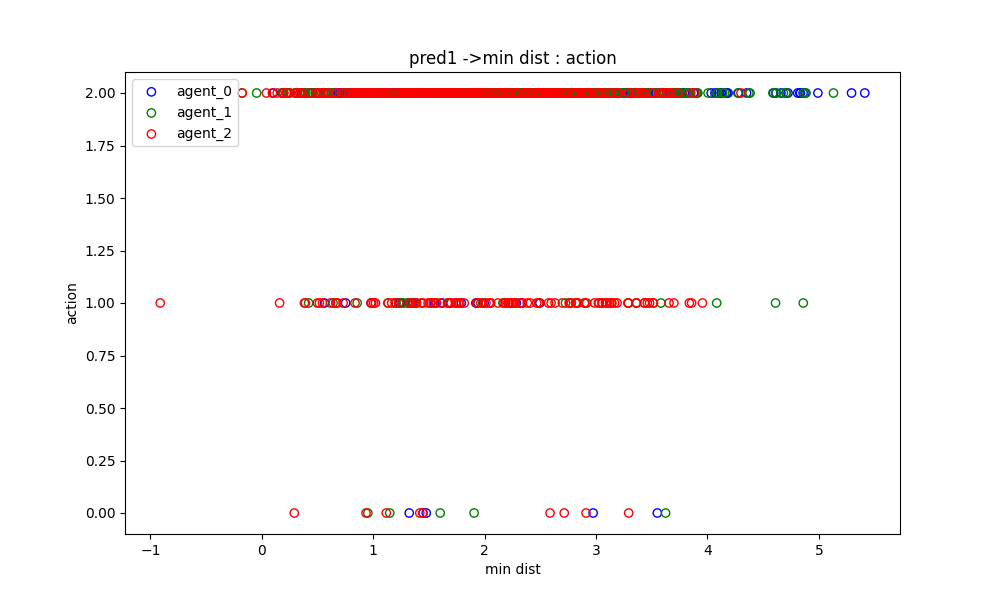 pred1 ->min dist : action
agent_0
agent_1
agent_2
2.00
1.75
1.50
1.25
1.00
0.75
0.50
0.25
0.00
action
−1
0
1
2
3
4
5
min dist